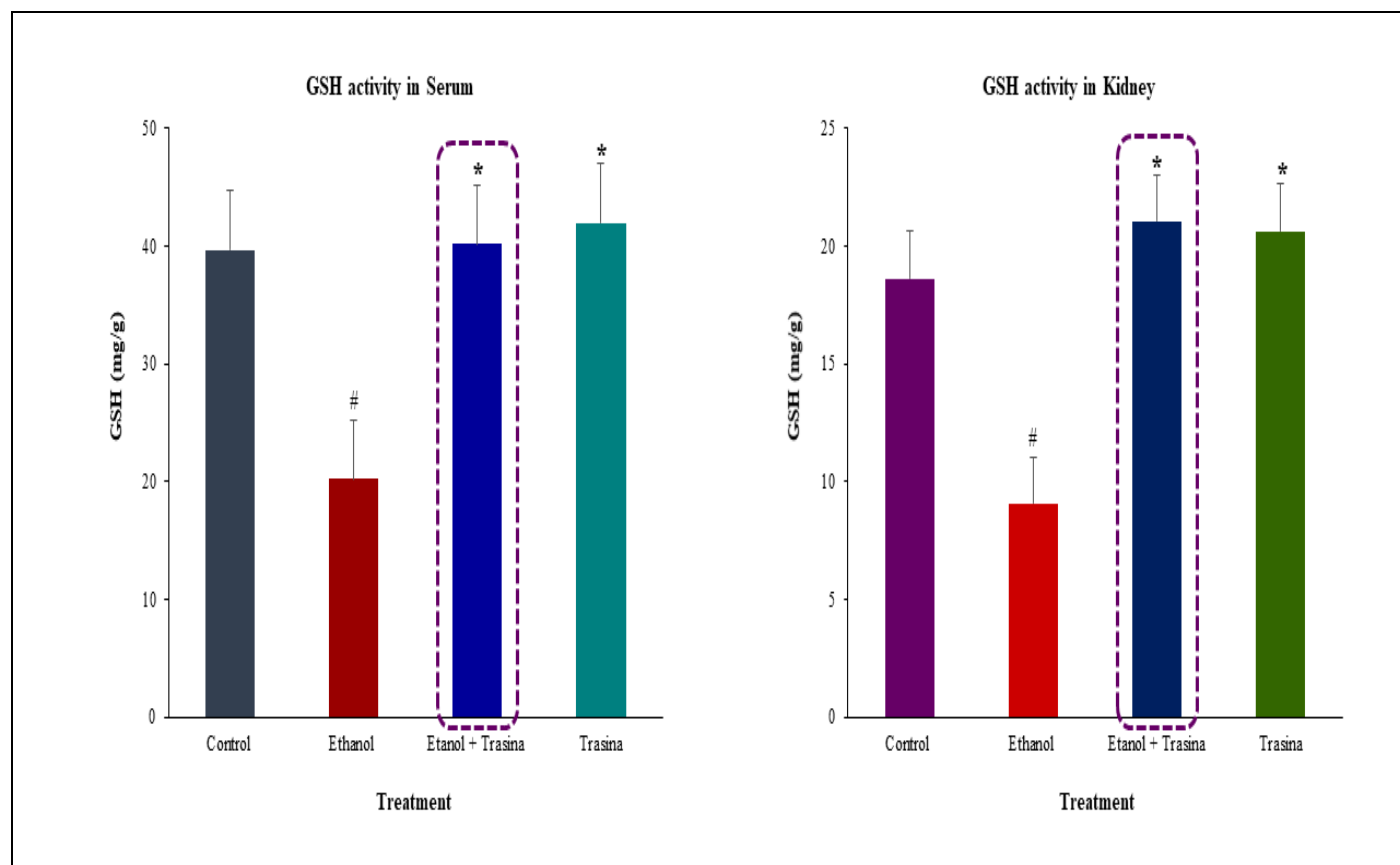 GSH activity in Serum
50
40
30
20
10
0
GSH (mg/g)
#
*
*
Control
Ethanol
Etanol + Trasina
Trasina
Treatment
GSH activity in Kidney
25
20
15
10
5
0
GSH (mg/g)
#
*
*
Control
Ethanol
Etanol + Trasina
Trasina
Treatment